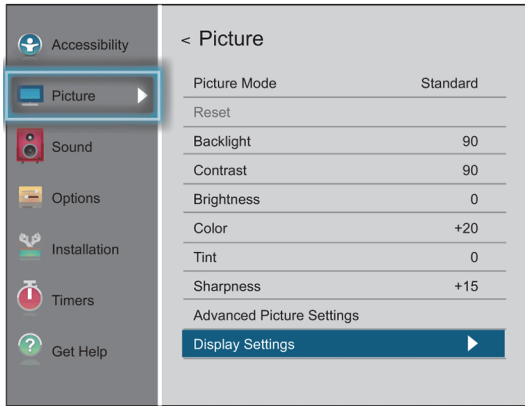 Accessibility
Picture
Sound
Options
Installation
Timers
Get Help
< Picture
Picture Mode Standard
Reset
Backlight 90
Contrast 90
Brightness 0
Color +20
Tint 0
Sharpness +15
Advanced Picture Settings
Display Settings